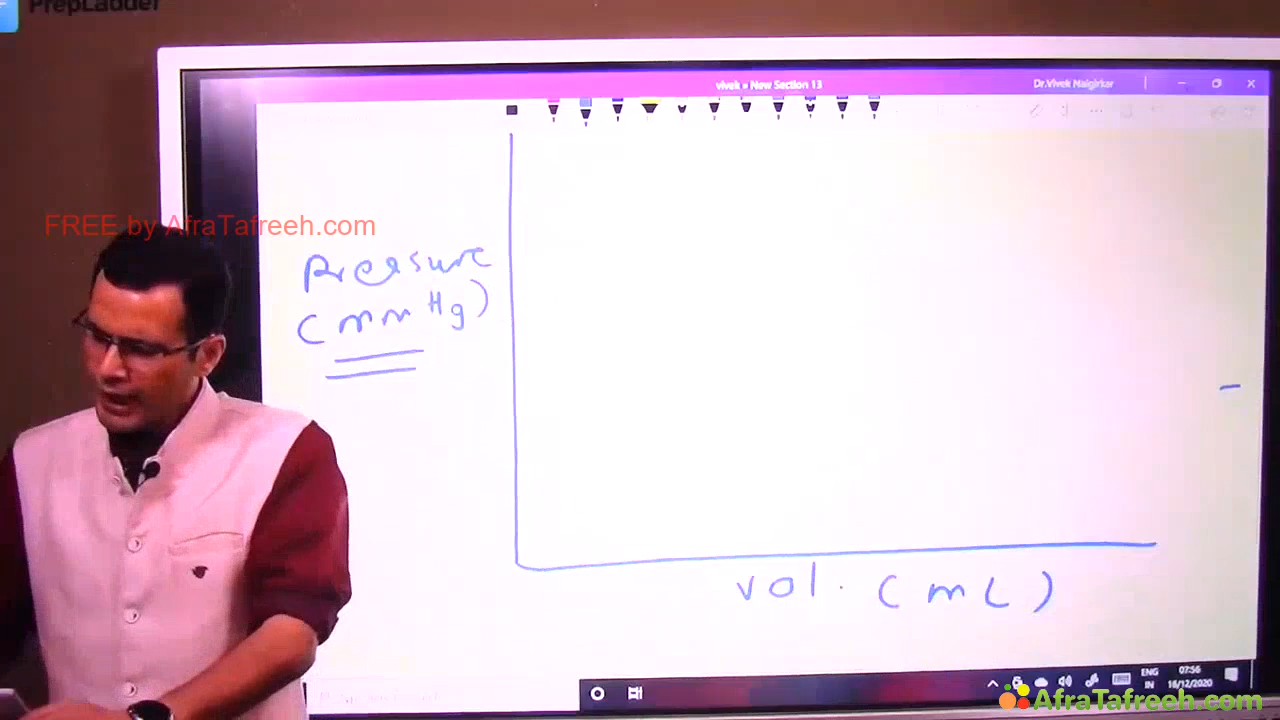 PrepLadder
vivek » New Section 13
Dr.Vivek Nalgirkar
FREE by AfraTafreeh.com
Pressure
(mm Hg)
vol. (mL)
ENG
IN
07:56
16/12/2020
AfraTafreeh.com